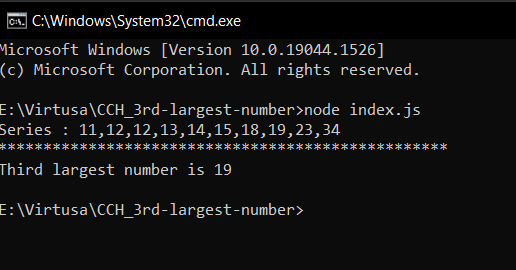 C:\Windows\System32\cmd.exe
Microsoft Windows [Version 10.0.19044.1526]
(c) Microsoft Corporation. All rights reserved.
E:\Virtusa\CCH_3rd-largest-number>node index.js
Series : 11,12,12,13,14,15,18,19,23,34
**************************************************
Third largest number is 19
E:\Virtusa\CCH_3rd-largest-number>